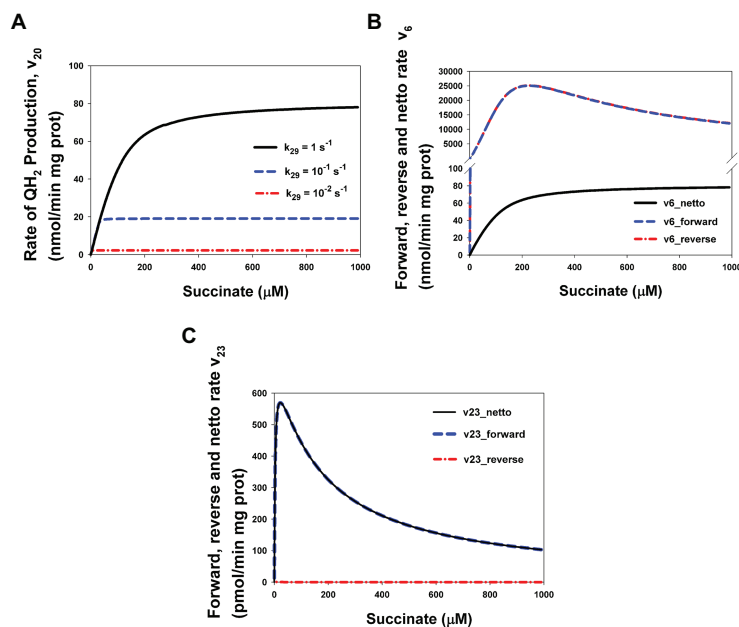 A
Rate of QH2 Production, v20
(nmol/min mg prot)
100
80
60
40
20
0
k29 = 1 s-1
k29 = 10-1 s-1
k29 = 10-2 s-1
0 200 400 600 800 1000
Succinate (μM)
B
Forward, reverse and netto rate v6
(nmol/min mg prot)
30000
25000
20000
15000
10000
5000
100
80
60
40
20
0
v6_netto
v6_forward
v6_reverse
0 200 400 600 800 1000
Succinate (μM)
C
Forward, reverse and netto rate v23
(pmol/min mg prot)
600
500
400
300
200
100
0
v23_netto
v23_forward
v23_reverse
0 200 400 600 800 1000
Succinate (μM)